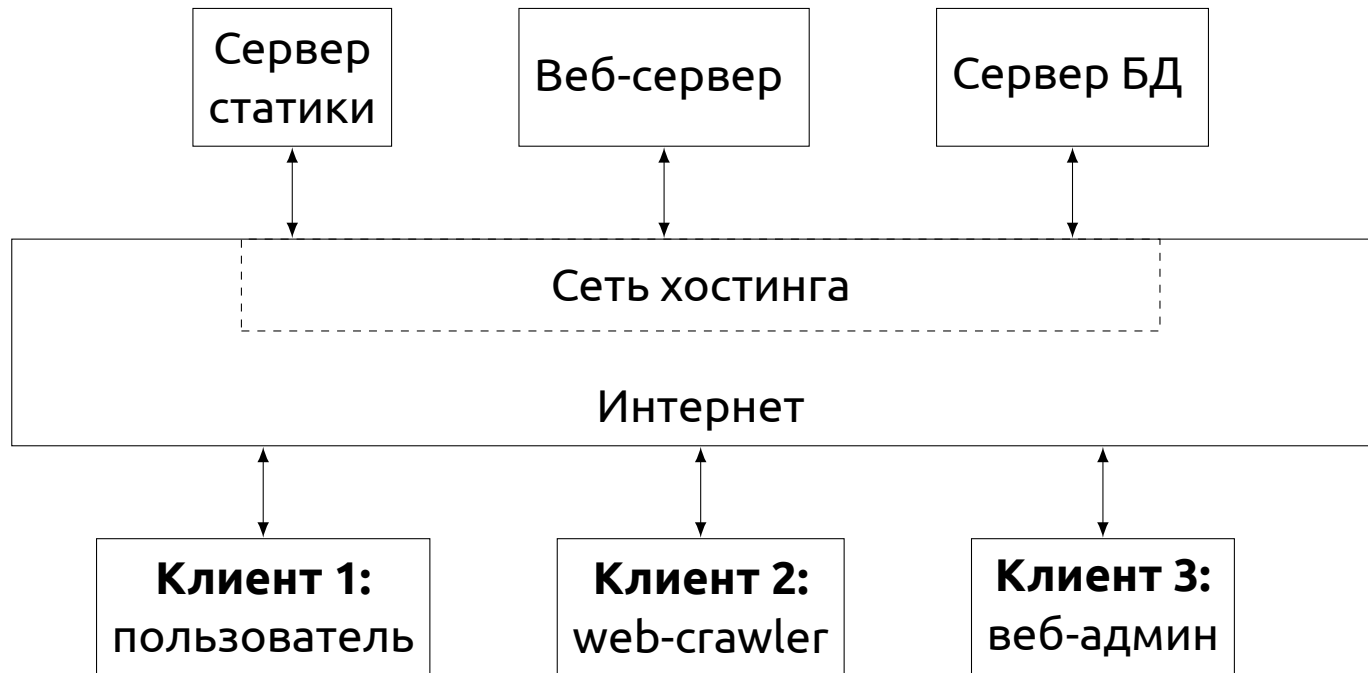 Сервер
статики
Веб-сервер
Сервер БД
Сеть хостинга
Интернет
Клиент 1:
пользователь
Клиент 2:
web-crawler
Клиент 3:
веб-админ